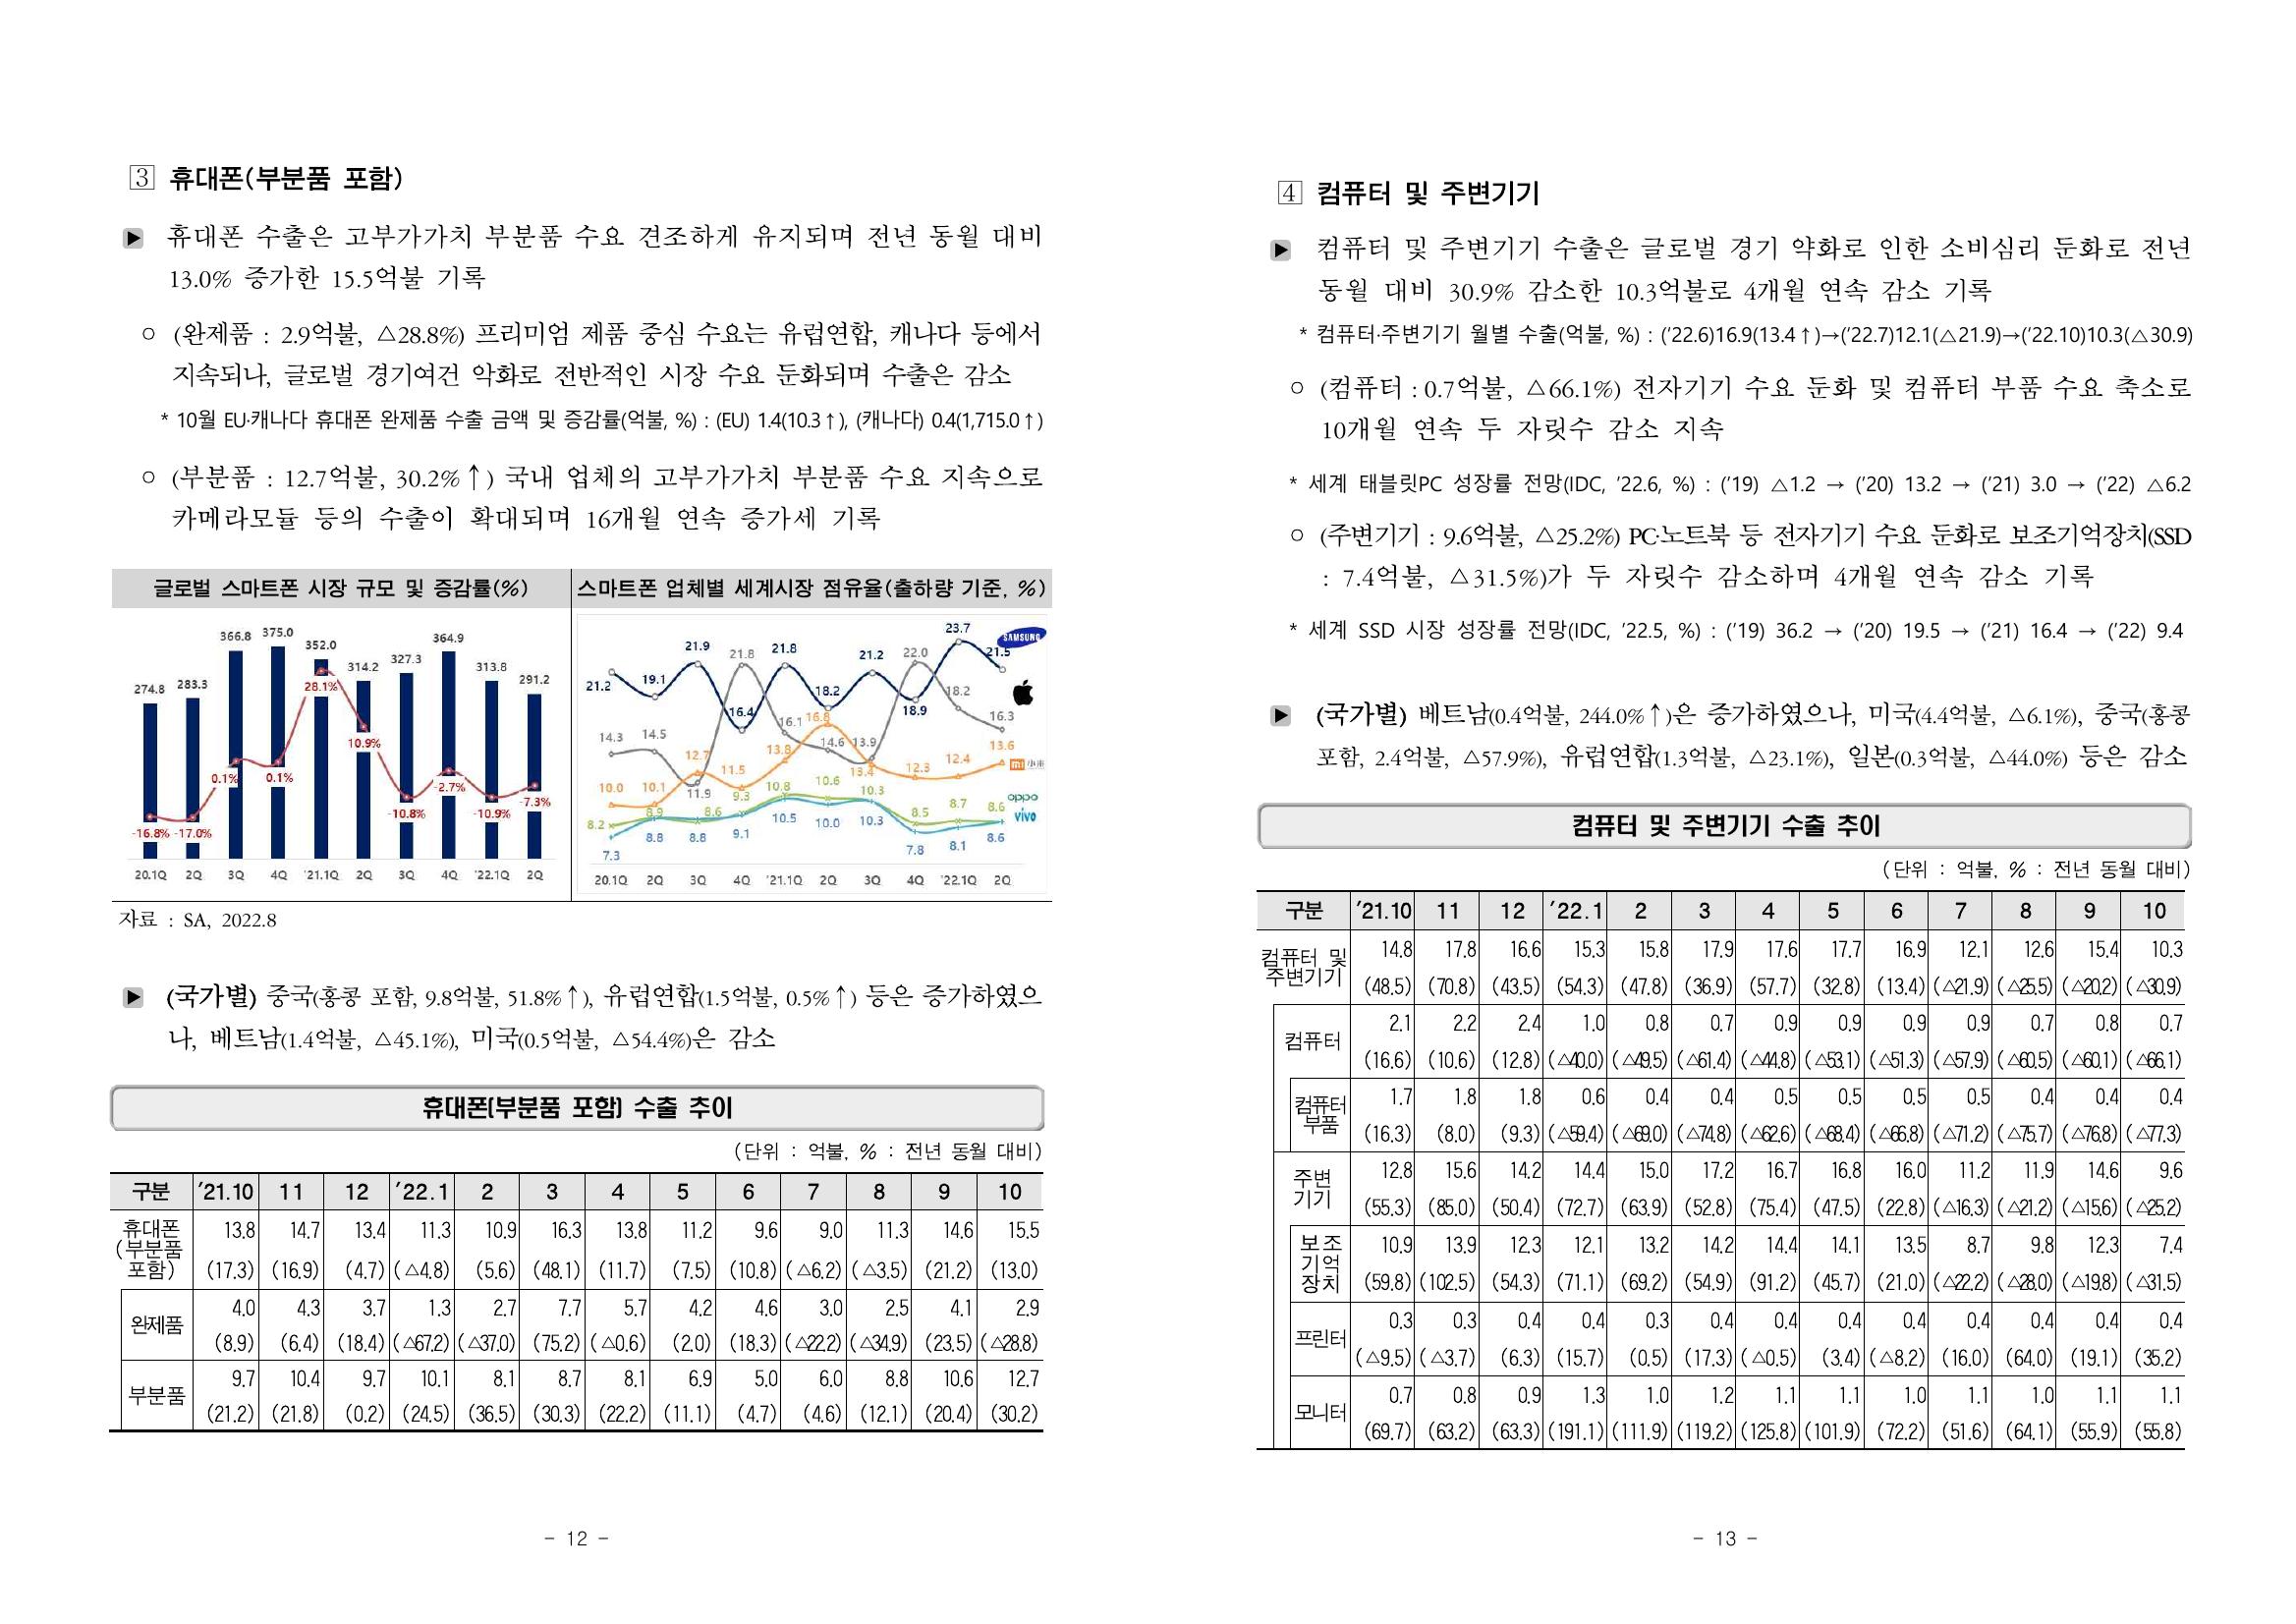 ③ 휴대폰(부분품 포함)
▶ 휴대폰 수출은 고부가가치 부분품 수요 견조하게 유지되며 전년 동월 대비
13.0% 증가한 15.5억불 기록
ㅇ (완제품 : 2.9억불, △28.8%) 프리미엄 제품 중심 수요는 유럽연합, 캐나다 등에서
지속되나, 글로벌 경기여건 악화로 전반적인 시장 수요 둔화되며 수출은 감소
* 10월 EU·캐나다 휴대폰 완제품 수출 금액 및 증감률(억불, %) : (EU) 1.4(10.3↑), (캐나다) 0.4(1,715.0↑)
ㅇ (부분품 : 12.7억불, 30.2%↑) 국내 업체의 고부가가치 부분품 수요 지속으로
카메라모듈 등의 수출이 확대되며 16개월 연속 증가세 기록
글로벌 스마트폰 시장 규모 및 증감률(%)
274.8 283.3 366.8 375.0 352.0 314.2 327.3 364.9 313.8 291.2
-16.8% -17.0% 0.1% 0.1% 28.1% 10.9% -10.8% -2.7% -10.9% -7.3%
20.1Q 2Q 3Q 4Q '21.1Q 2Q 3Q 4Q '22.1Q 2Q
스마트폰 업체별 세계시장 점유율(출하량 기준, %)
SAMSUNG
21.2 19.1 21.9 16.4 21.8 18.2 21.2 18.9 23.7 21.5
14.3 14.5 11.9 21.8 16.1 14.6 13.9 22.0 18.2 16.3
10.0 10.1 12.7 11.5 13.8 16.8 13.4 12.3 12.4 13.6
mi 小米
8.2 8.9 8.6 9.3 10.8 10.6 10.3 8.5 8.7 8.6
oppo
7.3 8.8 8.8 9.1 10.5 10.0 10.3 7.8 8.1 8.6
vivo
20.1Q 2Q 3Q 4Q '21.1Q 2Q 3Q 4Q '22.1Q 2Q
자료 : SA, 2022.8
▶ (국가별) 중국(홍콩 포함, 9.8억불, 51.8%↑), 유럽연합(1.5억불, 0.5%↑) 등은 증가하였으
나, 베트남(1.4억불, △45.1%), 미국(0.5억불, △54.4%)은 감소
휴대폰(부분품 포함) 수출 추이
(단위 : 억불, % : 전년 동월 대비)
구분 '21.10 11 12 '22.1 2 3 4 5 6 7 8 9 10
휴대폰
(부분품
포함)
13.8 14.7 13.4 11.3 10.9 16.3 13.8 11.2 9.6 9.0 11.3 14.6 15.5
(17.3) (16.9) (4.7) (△4.8) (5.6) (48.1) (11.7) (7.5) (10.8) (△6.2) (△3.5) (21.2) (13.0)
완제품
4.0 4.3 3.7 1.3 2.7 7.7 5.7 4.2 4.6 3.0 2.5 4.1 2.9
(8.9) (6.4) (18.4) (△67.2) (△37.0) (75.2) (△0.6) (2.0) (18.3) (△22.2) (△34.9) (23.5) (△28.8)
부분품
9.7 10.4 9.7 10.1 8.1 8.7 8.1 6.9 5.0 6.0 8.8 10.6 12.7
(21.2) (21.8) (0.2) (24.5) (36.5) (30.3) (22.2) (11.1) (4.7) (4.6) (12.1) (20.4) (30.2)
- 12 -
④ 컴퓨터 및 주변기기
▶ 컴퓨터 및 주변기기 수출은 글로벌 경기 약화로 인한 소비심리 둔화로 전년
동월 대비 30.9% 감소한 10.3억불로 4개월 연속 감소 기록
* 컴퓨터·주변기기 월별 수출(억불, %) : ('22.6)16.9(13.4↑)→('22.7)12.1(△21.9)→('22.10)10.3(△30.9)
ㅇ (컴퓨터 : 0.7억불, △66.1%) 전자기기 수요 둔화 및 컴퓨터 부품 수요 축소로
10개월 연속 두 자릿수 감소 지속
* 세계 태블릿PC 성장률 전망(IDC, '22.6, %) : ('19) △1.2 → ('20) 13.2 → ('21) 3.0 → ('22) △6.2
ㅇ (주변기기 : 9.6억불, △25.2%) PC·노트북 등 전자기기 수요 둔화로 보조기억장치(SSD
: 7.4억불, △31.5%)가 두 자릿수 감소하며 4개월 연속 감소 기록
* 세계 SSD 시장 성장률 전망(IDC, '22.5, %) : ('19) 36.2 → ('20) 19.5 → ('21) 16.4 → ('22) 9.4
▶ (국가별) 베트남(0.4억불, 244.0%↑)은 증가하였으나, 미국(4.4억불, △6.1%), 중국(홍콩
포함, 2.4억불, △57.9%), 유럽연합(1.3억불, △23.1%), 일본(0.3억불, △44.0%) 등은 감소
컴퓨터 및 주변기기 수출 추이
(단위 : 억불, % : 전년 동월 대비)
구분 '21.10 11 12 '22.1 2 3 4 5 6 7 8 9 10
컴퓨터 및
주변기기
14.8 17.8 16.6 15.3 15.8 17.9 17.6 17.7 16.9 12.1 12.6 15.4 10.3
(48.5) (70.8) (43.5) (54.3) (47.8) (36.9) (57.7) (32.8) (13.4) (△21.9) (△25.5) (△20.2) (△30.9)
컴퓨터
2.1 2.2 2.4 1.0 0.8 0.7 0.9 0.9 0.9 0.9 0.7 0.8 0.7
(16.6) (10.6) (12.8) (△40.0) (△49.5) (△61.4) (△44.8) (△53.1) (△51.3) (△57.9) (△60.5) (△60.1) (△66.1)
컴퓨터
부품
1.7 1.8 1.8 0.6 0.4 0.4 0.5 0.5 0.5 0.5 0.4 0.4 0.4
(16.3) (8.0) (9.3) (△59.4) (△69.0) (△74.8) (△62.6) (△68.4) (△66.8) (△71.2) (△75.7) (△76.8) (△77.3)
주변
기기
12.8 15.6 14.2 14.4 15.0 17.2 16.7 16.8 16.0 11.2 11.9 14.6 9.6
(55.3) (85.0) (50.4) (72.7) (63.9) (52.8) (75.4) (47.5) (22.8) (△16.3) (△21.2) (△15.6) (△25.2)
보조
기억
장치
10.9 13.9 12.3 12.1 13.2 14.2 14.4 14.1 13.5 8.7 9.8 12.3 7.4
(59.8) (102.5) (54.3) (71.1) (69.2) (54.9) (91.2) (45.7) (21.0) (△22.2) (△28.0) (△19.8) (△31.5)
프린터
0.3 0.3 0.4 0.4 0.3 0.4 0.4 0.4 0.4 0.4 0.4 0.4 0.4
(△9.5) (△3.7) (6.3) (15.7) (0.5) (17.3) (△0.5) (3.4) (△8.2) (16.0) (64.0) (19.1) (35.2)
모니터
0.7 0.8 0.9 1.3 1.0 1.2 1.1 1.1 1.0 1.1 1.0 1.1 1.1
(69.7) (63.2) (63.3) (191.1) (111.9) (119.2) (125.8) (101.9) (72.2) (51.6) (64.1) (55.9) (55.8)
- 13 -